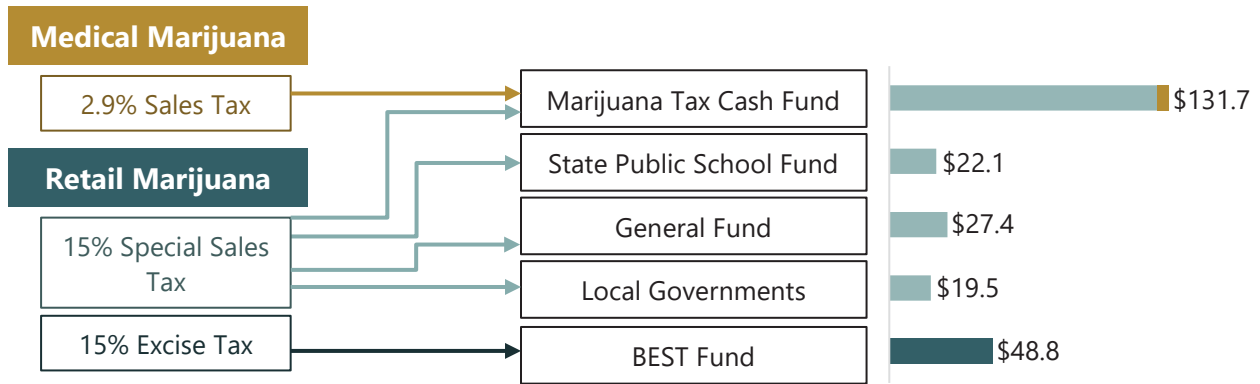 Medical Marijuana
2.9% Sales Tax
Retail Marijuana
15% Special Sales
Tax
15% Excise Tax
Marijuana Tax Cash Fund
State Public School Fund
General Fund
Local Governments
BEST Fund
$131.7
$22.1
$27.4
$19.5
$48.8